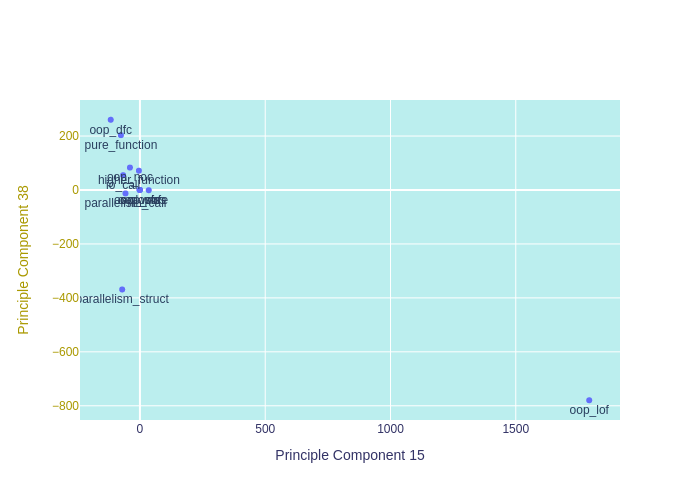 oop_dfc
pure_function
oop_noc
higher_function
io_call
parallelism_call
parallelism_struct
oop_lof
200
0
−200
−400
−600
−800
0
500
1000
1500
Principle Component 38
Principle Component 15